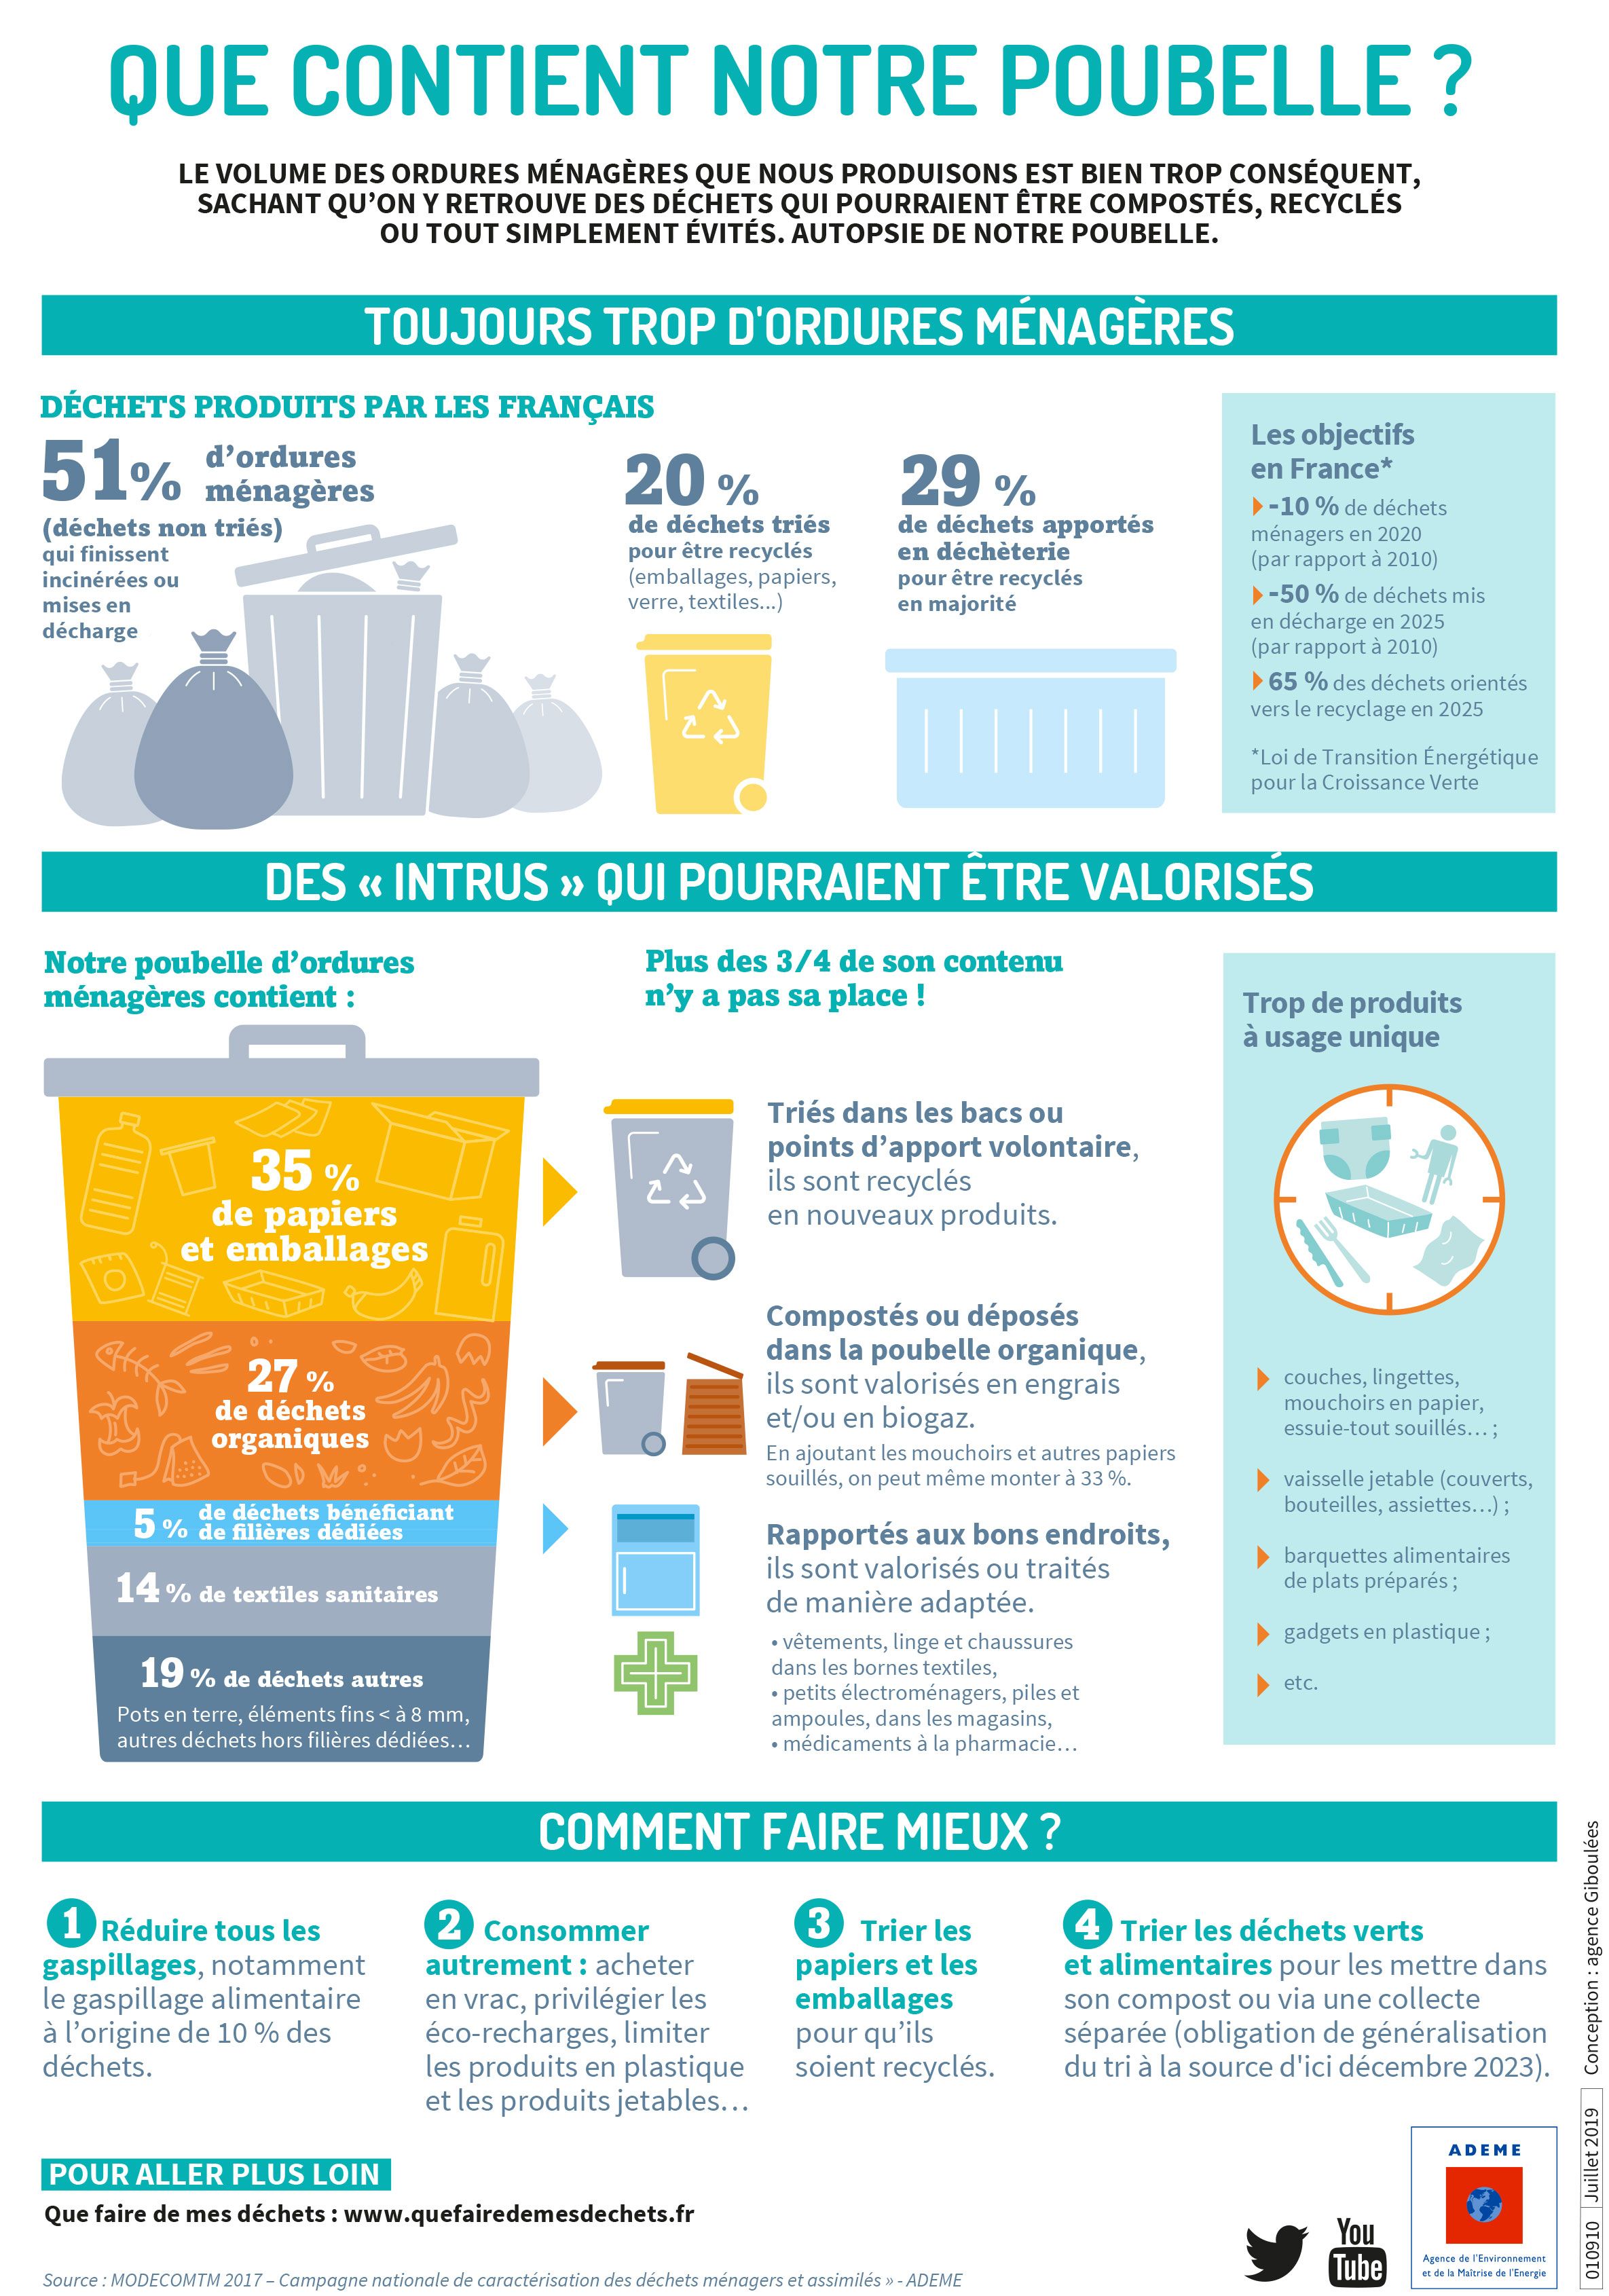 QUE CONTIENT NOTRE POUBELLE ?
LE VOLUME DES ORDURES MÉNAGÈRES QUE NOUS PRODUISONS EST BIEN TROP CONSÉQUENT,
SACHANT QU'ON Y RETROUVE DES DÉCHETS QUI POURRAIENT ÊTRE COMPOSTÉS, RECYCLÉS
OU TOUT SIMPLEMENT ÉVITÉS. AUTOPSIE DE NOTRE POUBELLE.
TOUJOURS TROP D'ORDURES MÉNAGÈRES
DÉCHETS PRODUITS PAR LES FRANÇAIS
51% d'ordures
ménagères
(déchets non triés)
qui finissent
incinérées ou
mises en
décharge
20 %
de déchets triés
pour être recyclés
(emballages, papiers,
verre, textiles...)
29 %
de déchets apportés
en déchèterie
pour être recyclés
en majorité
Les objectifs
en France*
-10 % de déchets
ménagers en 2020
(par rapport à 2010)
-50 % de déchets mis
en décharge en 2025
(par rapport à 2010)
65 % des déchets orientés
vers le recyclage en 2025
*Loi de Transition Énergétique
pour la Croissance Verte
DES « INTRUS » QUI POURRAIENT ÊTRE VALORISÉS
Notre poubelle d'ordures
ménagères contient :
35 %
de papiers
et emballages
27 %
de déchets
organiques
5 % de déchets bénéficiant
de filières dédiées
14 % de textiles sanitaires
19 % de déchets autres
Pots en terre, éléments fins < à 8 mm,
autres déchets hors filières dédiées...
Plus des 3/4 de son contenu
n'y a pas sa place !
Triés dans les bacs ou
points d'apport volontaire,
ils sont recyclés
en nouveaux produits.
Compostés ou déposés
dans la poubelle organique,
ils sont valorisés en engrais
et/ou en biogaz.
En ajoutant les mouchoirs et autres papiers
souillés, on peut même monter à 33 %.
Rapportés aux bons endroits,
ils sont valorisés ou traités
de manière adaptée.
• vêtements, linge et chaussures
dans les bornes textiles,
• petits électroménagers, piles et
ampoules, dans les magasins,
• médicaments à la pharmacie...
Trop de produits
à usage unique
couches, lingettes,
mouchoirs en papier,
essuie-tout souillés... ;
vaisselle jetable (couverts,
bouteilles, assiettes...) ;
barquettes alimentaires
de plats préparés ;
gadgets en plastique ;
etc.
COMMENT FAIRE MIEUX ?
1 Réduire tous les
gaspillages, notamment
le gaspillage alimentaire
à l'origine de 10 % des
déchets.
2 Consommer
autrement : acheter
en vrac, privilégier les
éco-recharges, limiter
les produits en plastique
et les produits jetables...
3 Trier les
papiers et les
emballages
pour qu'ils
soient recyclés.
4 Trier les déchets verts
et alimentaires pour les mettre dans
son compost ou via une collecte
séparée (obligation de généralisation
du tri à la source d'ici décembre 2023).
POUR ALLER PLUS LOIN
Que faire de mes déchets : www.quefairedemesdechets.fr
Source : MODECOMTM 2017 – Campagne nationale de caractérisation des déchets ménagers et assimilés » - ADEME
You
Tube
ADEME
Agence de l'Environnement
et de la Maîtrise de l'Energie
010910 Juillet 2019 Conception : agence Giboulées